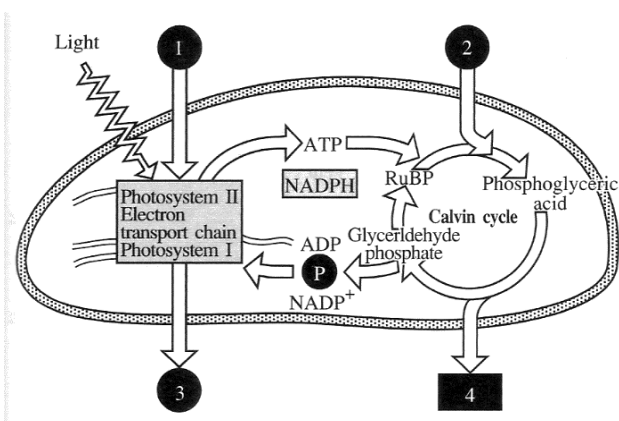 Light
1
2
ATP
NADPH
RuBP
Phosphoglyceric
acid
Photosystem II
Electron
transport chain
Photosystem I
Calvin cycle
ADP
P
NADP+
Glycerldehyde
phosphate
3
4